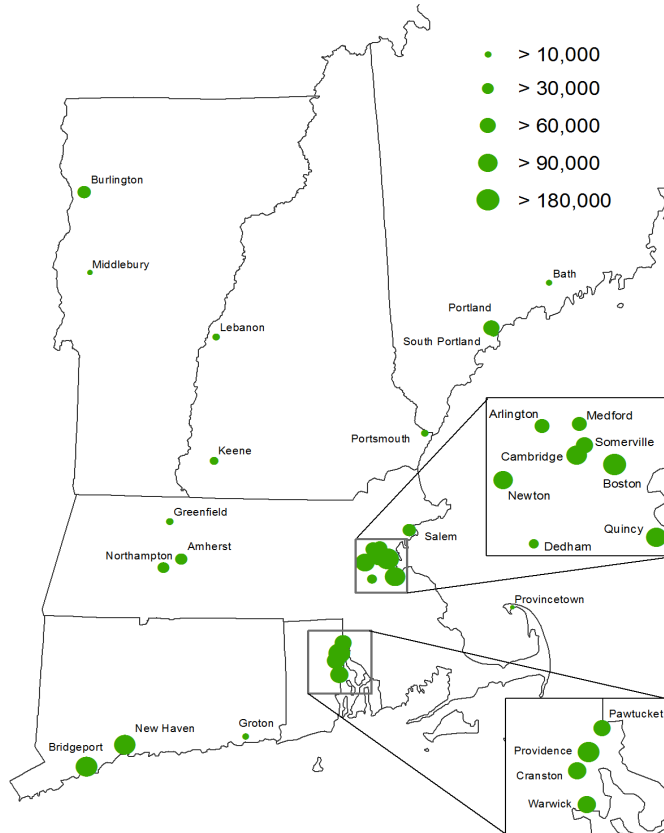 > 10,000
> 30,000
> 60,000
> 90,000
> 180,000
Burlington
Middlebury
Bath
Portland
South Portland
Lebanon
Portsmouth
Keene
Arlington
Medford
Somerville
Cambridge
Boston
Newton
Quincy
Dedham
Greenfield
Salem
Northampton
Amherst
Provincetown
New Haven
Groton
Bridgeport
Pawtucket
Providence
Cranston
Warwick